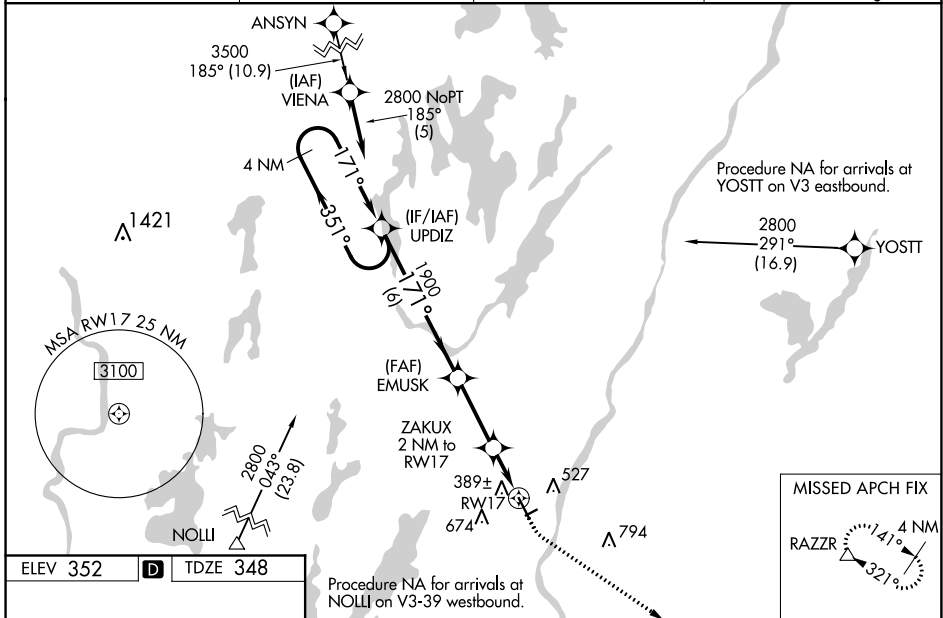 ANSYN
3500
185° (10.9)
(IAF)
VIENA
2800 NoPT
185°
(5)
4 NM
171°
351°
(IF/IAF)
UPDIZ
1421
Procedure NA for arrivals at
YOSTT on V3 eastbound.
2800
291°
(16.9)
YOSTT
1900
171°
(6)
MSA RW17 25 NM
3100
(FAF)
EMUSK
ZAKUX
2 NM to
RW17
2800
043°
(23.8)
NOLLI
389±
RW17
674
527
794
MISSED APCH FIX
4 NM
RAZZR
141°
321°
ELEV 352
D
TDZE 348
Procedure NA for arrivals at
NOLLI on V3-39 westbound.